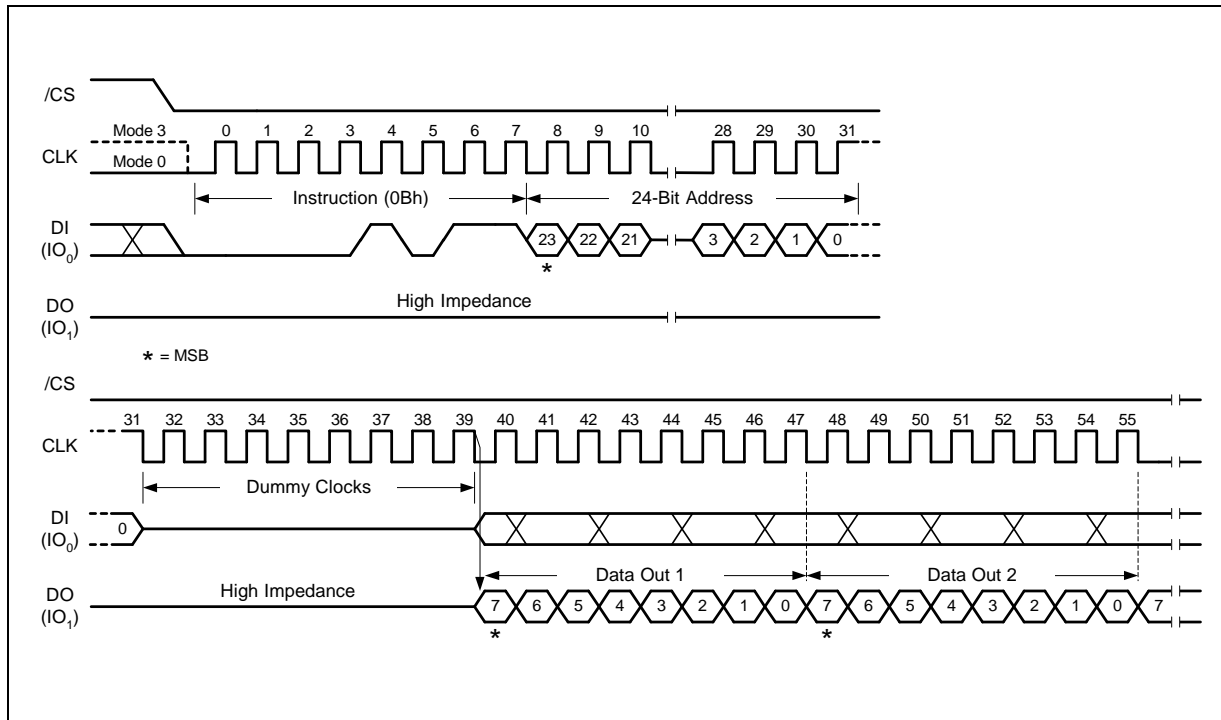 /CS
Mode 3 0 1 2 3 4 5 6 7 8 9 10 28 29 30 31
CLK Mode 0
Instruction (0Bh) 24-Bit Address
DI
(IO0) 23 22 21 3 2 1 0
*
DO High Impedance
(IO1)
* = MSB
/CS
31 32 33 34 35 36 37 38 39 40 41 42 43 44 45 46 47 48 49 50 51 52 53 54 55
CLK
Dummy Clocks
DI
(IO0) 0
Data Out 1 Data Out 2
DO High Impedance
(IO1) 7 6 5 4 3 2 1 0 7 6 5 4 3 2 1 0 7
* *